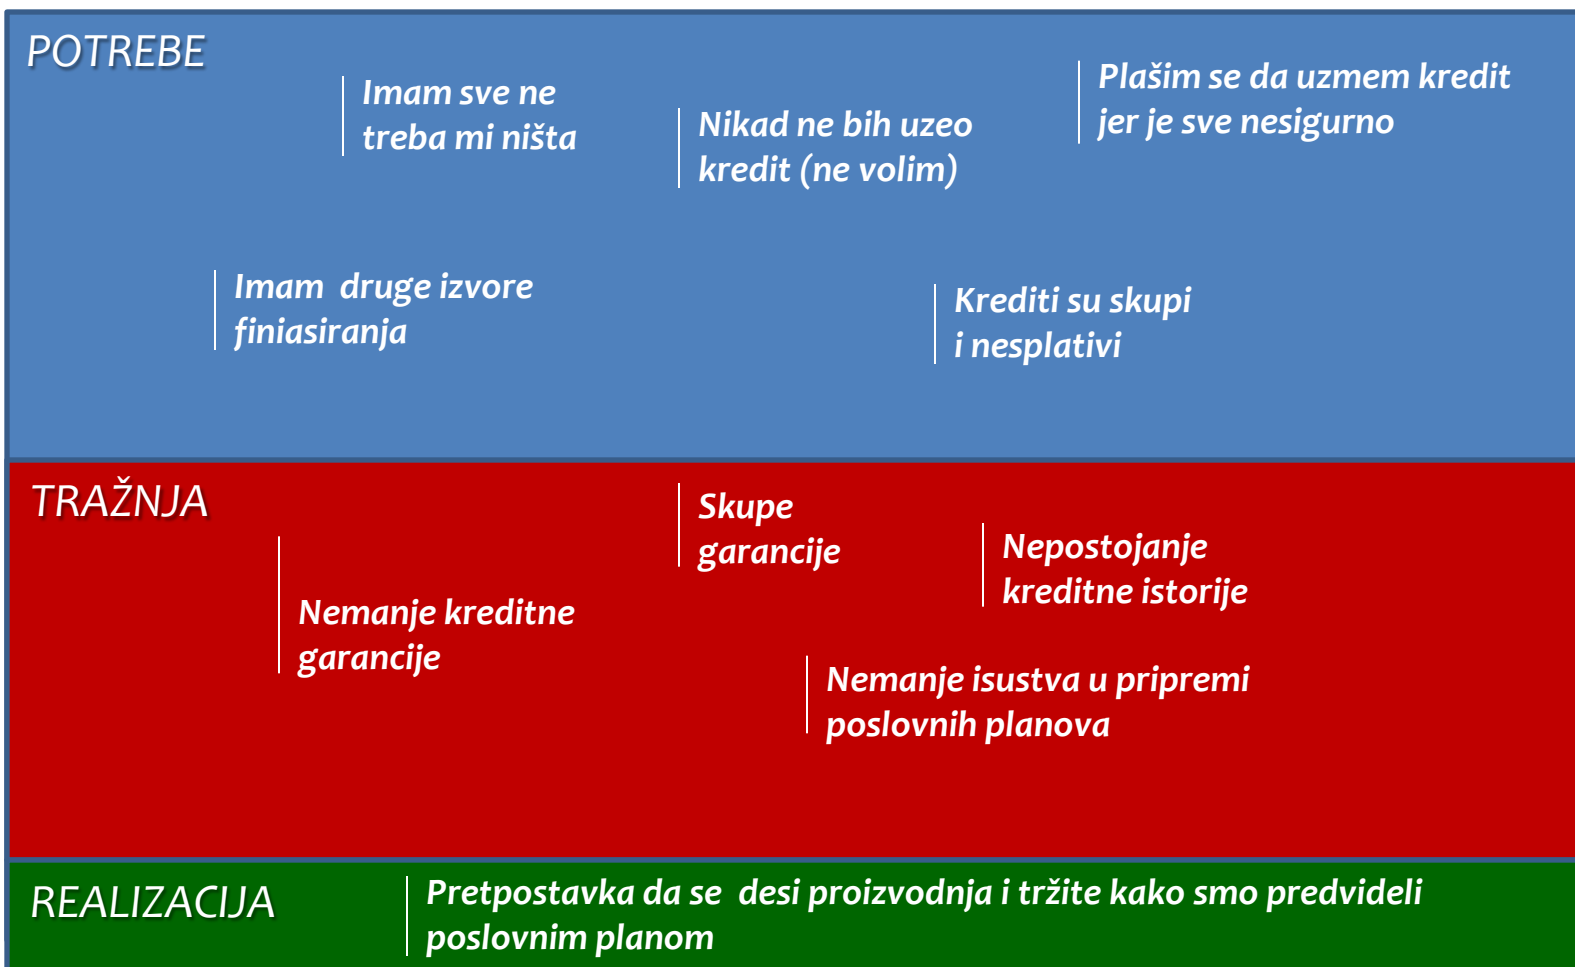 POTREBE
Imam sve ne
treba mi ništa
Nikad ne bih uzeo
kredit (ne volim)
Plašim se da uzmem kredit
jer je sve nesigurno
Imam druge izvore
finiasiranja
Krediti su skupi
i nesplativi
TRAŽNJA
Skupe
garancije
Nepostojanje
kreditne istorije
Nemanje kreditne
garancije
Nemanje isustva u pripremi
poslovnih planova
REALIZACIJA
Pretpostavka da se desi proizvodnja i tržite kako smo predvideli
poslovnim planom